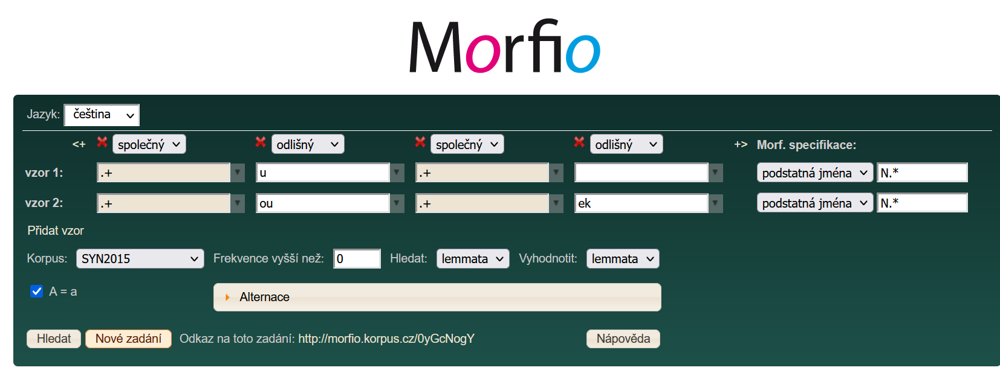 Morfio
Jazyk: čeština
<+ společný odlišný společný odlišný +> Morf. specifikace:
vzor 1: .+ u .+ podstatná jména N.*
vzor 2: .+ ou .+ ek podstatná jména N.*
Přidat vzor
Korpus: SYN2015 Frekvence vyšší než: 0 Hledat: lemmata Vyhodnotit: lemmata
A = a Alternace
Hledat Nové zadání Odkaz na toto zadání: http://morfio.korpus.cz/0yGcNogY Nápověda